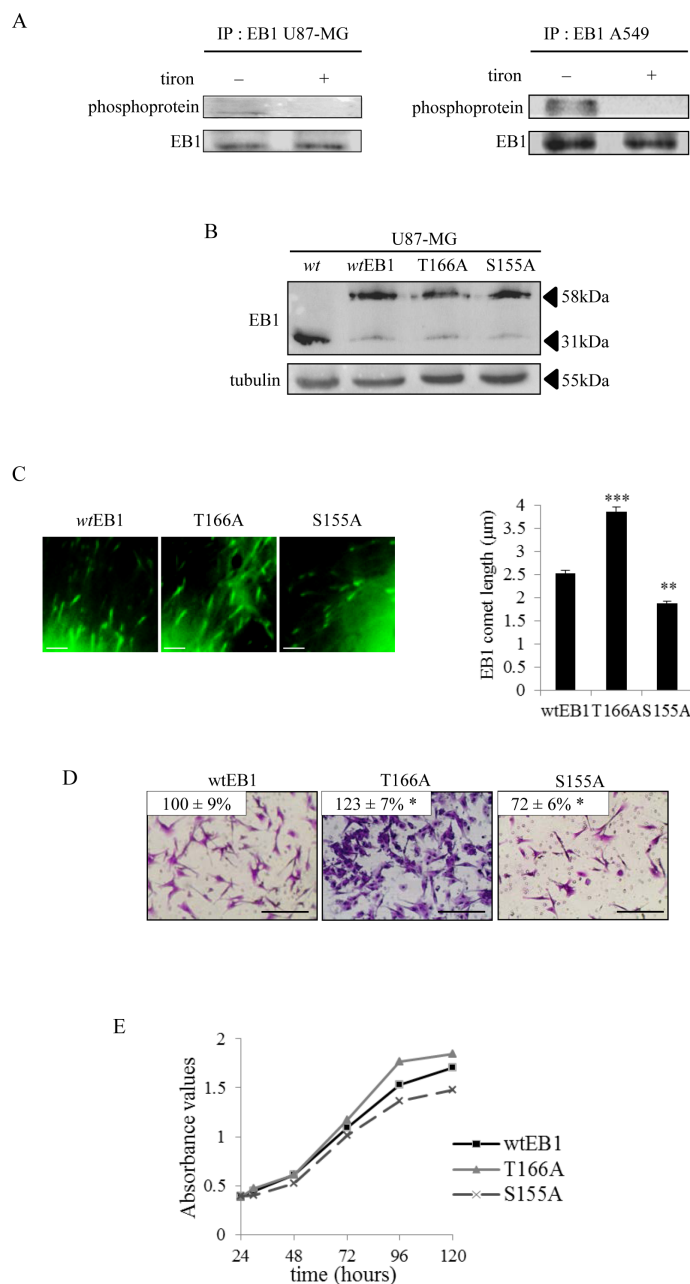 A
IP : EB1 U87-MG
IP : EB1 A549
tiron – +
tiron – +
phosphoprotein
phosphoprotein
EB1
EB1
B
U87-MG
wt wtEB1 T166A S155A
EB1
58kDa
31kDa
tubulin
55kDa
C
wtEB1 T166A S155A
EB1 comet length (μm)
4
3.5
3
2.5
2
1.5
1
0.5
0
***
**
wtEB1 T166A S155A
D
wtEB1 T166A S155A
100 ± 9% 123 ± 7% * 72 ± 6% *
E
Absorbance values
2
1.5
1
0.5
0
24 48 72 96 120
time (hours)
wtEB1
T166A
S155A